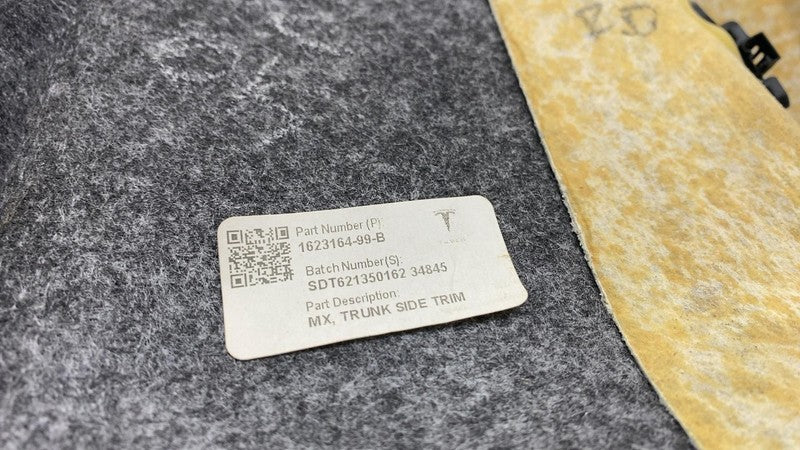 Part Number (P)
1623164-99-B
Batch Number(S):
SDT621350162 34845
Part Description:
MX, TRUNK SIDE TRIM